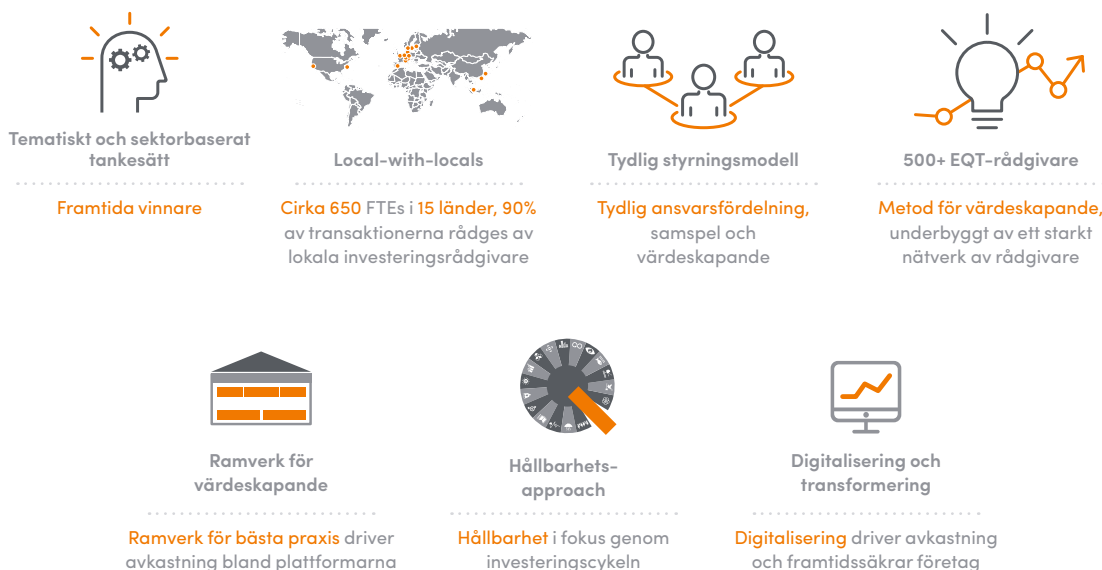 Tematiskt och sektorbaserat
tankesätt
Framtida vinnare
Local-with-locals
Cirka 650 FTEs i 15 länder, 90%
av transaktionerna rådges av
lokala investeringsrådgivare
Tydlig styrningsmodell
Tydlig ansvarsfördelning,
samspel och
värdeskapande
500+ EQT-rådgivare
Metod för värdeskapande,
underbyggt av ett starkt
nätverk av rådgivare
Ramverk för
värdeskapande
Ramverk för bästa praxis driver
avkastning bland plattformarna
Hållbarhets-
approach
Hållbarhet i fokus genom
investeringscykeln
Digitalisering och
transformering
Digitalisering driver avkastning
och framtidssäkrar företag